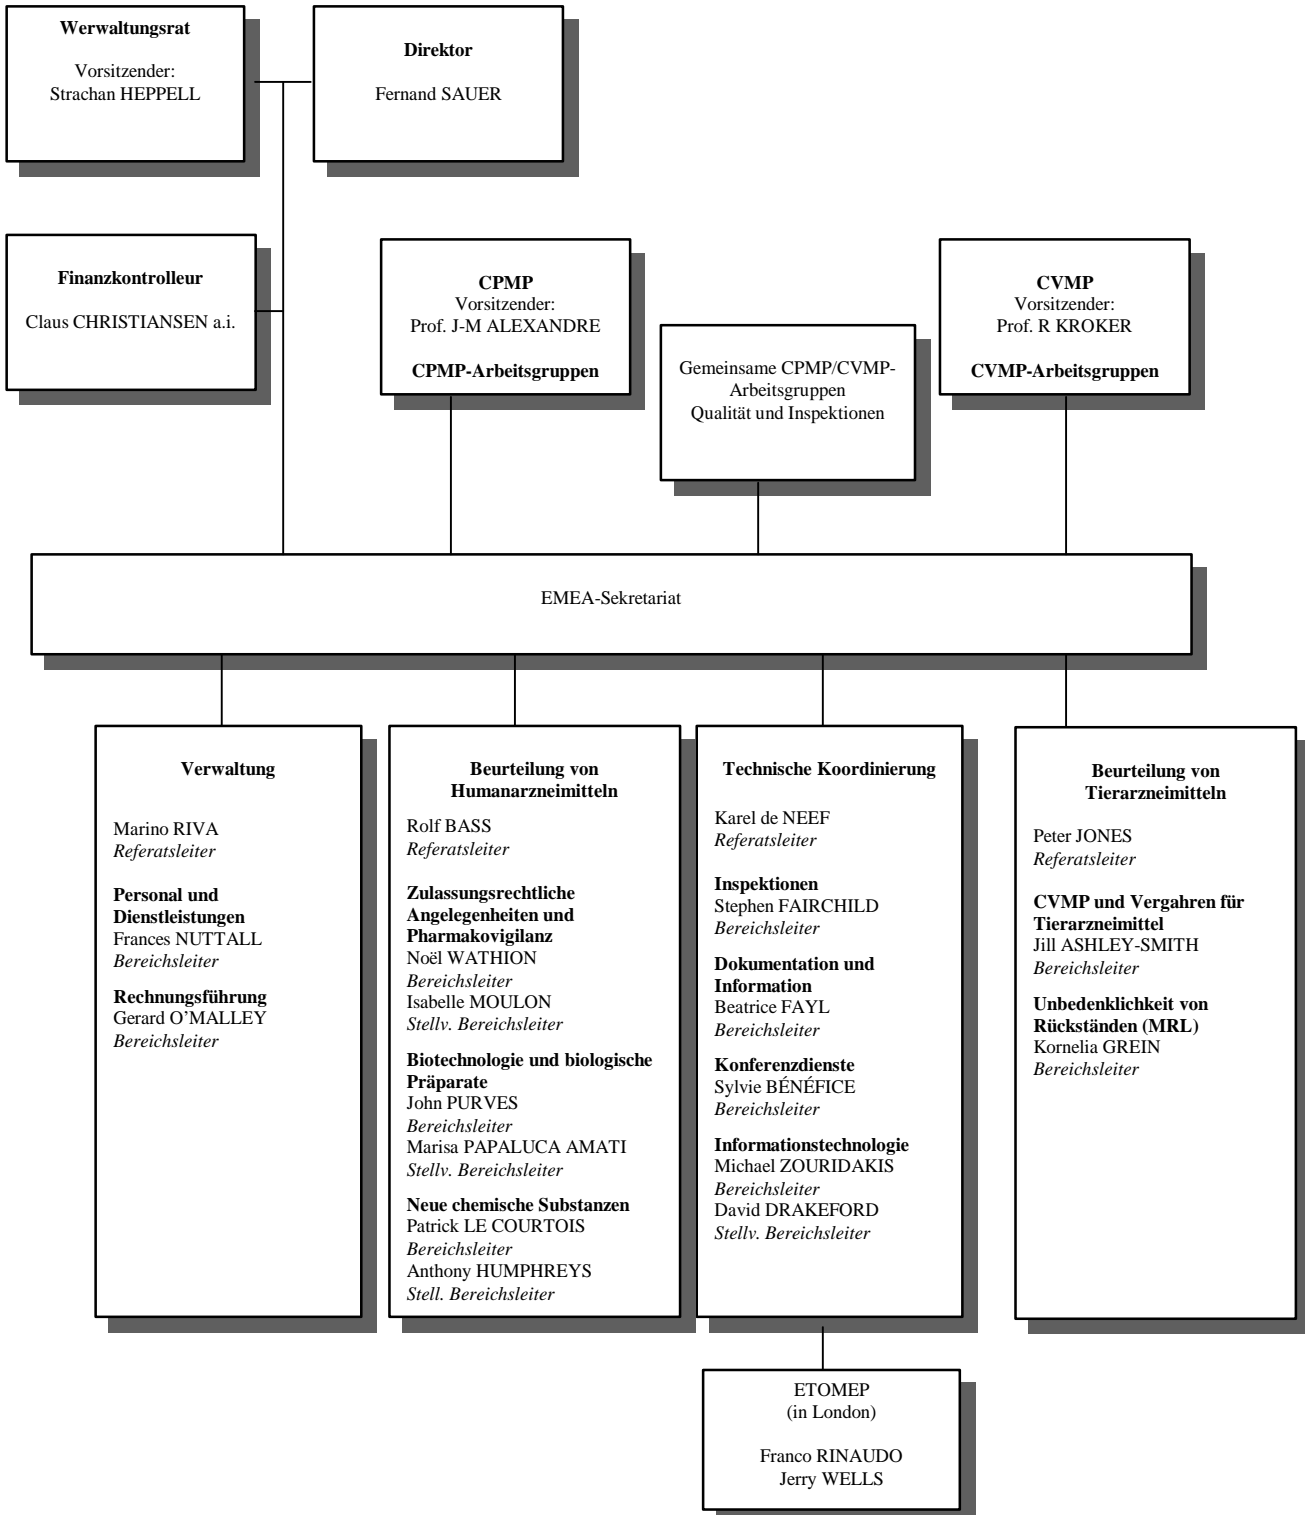 Werwaltungsrat
Vorsitzender:
Strachan HEPPELL
Direktor
Fernand SAUER
Finanzkontrolleur
Claus CHRISTIANSEN a.i.
CPMP
Vorsitzender:
Prof. J-M ALEXANDRE
CPMP-Arbeitsgruppen
Gemeinsame CPMP/CVMP-
Arbeitsgruppen
Qualität und Inspektionen
CVMP
Vorsitzender:
Prof. R KROKER
CVMP-Arbeitsgruppen
EMEA-Sekretariat
Verwaltung
Marino RIVA
Referatsleiter
Personal und
Dienstleistungen
Frances NUTTALL
Bereichsleiter
Rechnungsführung
Gerard O’MALLEY
Bereichsleiter
Beurteilung von
Humanarzneimitteln
Rolf BASS
Referatsleiter
Zulassungsrechtliche
Angelegenheiten und
Pharmakovigilanz
Noël WATHION
Bereichsleiter
Isabelle MOULON
Stellv. Bereichsleiter
Biotechnologie und biologische
Präparate
John PURVES
Bereichsleiter
Marisa PAPALUCA AMATI
Stellv. Bereichsleiter
Neue chemische Substanzen
Patrick LE COURTOIS
Bereichsleiter
Anthony HUMPHREYS
Stell. Bereichsleiter
Technische Koordinierung
Karel de NEEF
Referatsleiter
Inspektionen
Stephen FAIRCHILD
Bereichsleiter
Dokumentation und
Information
Beatrice FAYL
Bereichsleiter
Konferenzdienste
Sylvie BÉNÉFICE
Bereichsleiter
Informationstechnologie
Michael ZOURIDAKIS
Bereichsleiter
David DRAKEFORD
Stellv. Bereichsleiter
Beurteilung von
Tierarzneimitteln
Peter JONES
Referatsleiter
CVMP und Vergahren für
Tierarzneimittel
Jill ASHLEY-SMITH
Bereichsleiter
Unbedenklichkeit von
Rückständen (MRL)
Kornelia GREIN
Bereichsleiter
ETOMEP
(in London)
Franco RINAUDO
Jerry WELLS